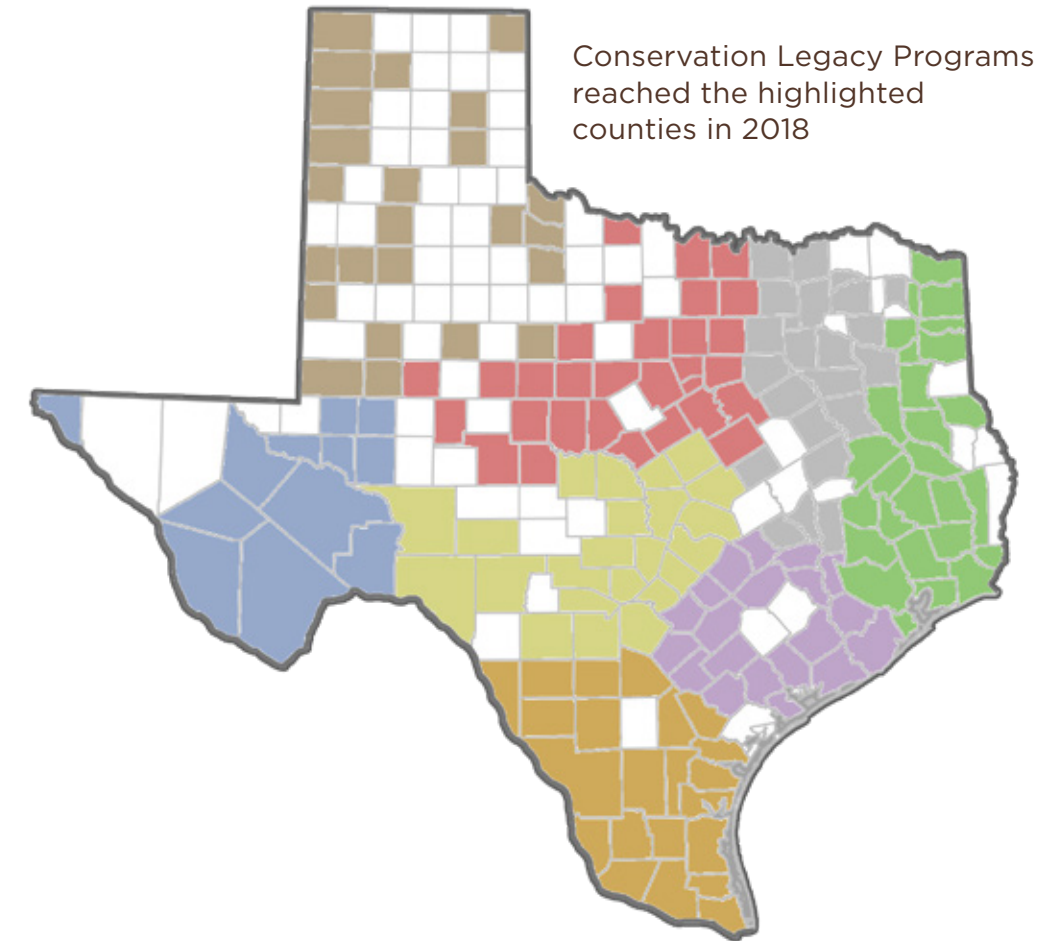 Conservation Legacy Programs
reached the highlighted
counties in 2018